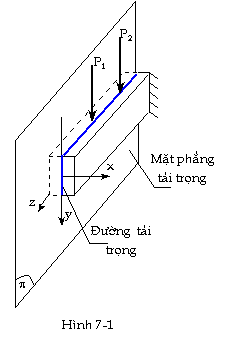 P2
P1
x
Mặt phẳng
tải trọng
z
y
Đường tải
trọng
π
Hình 7-1